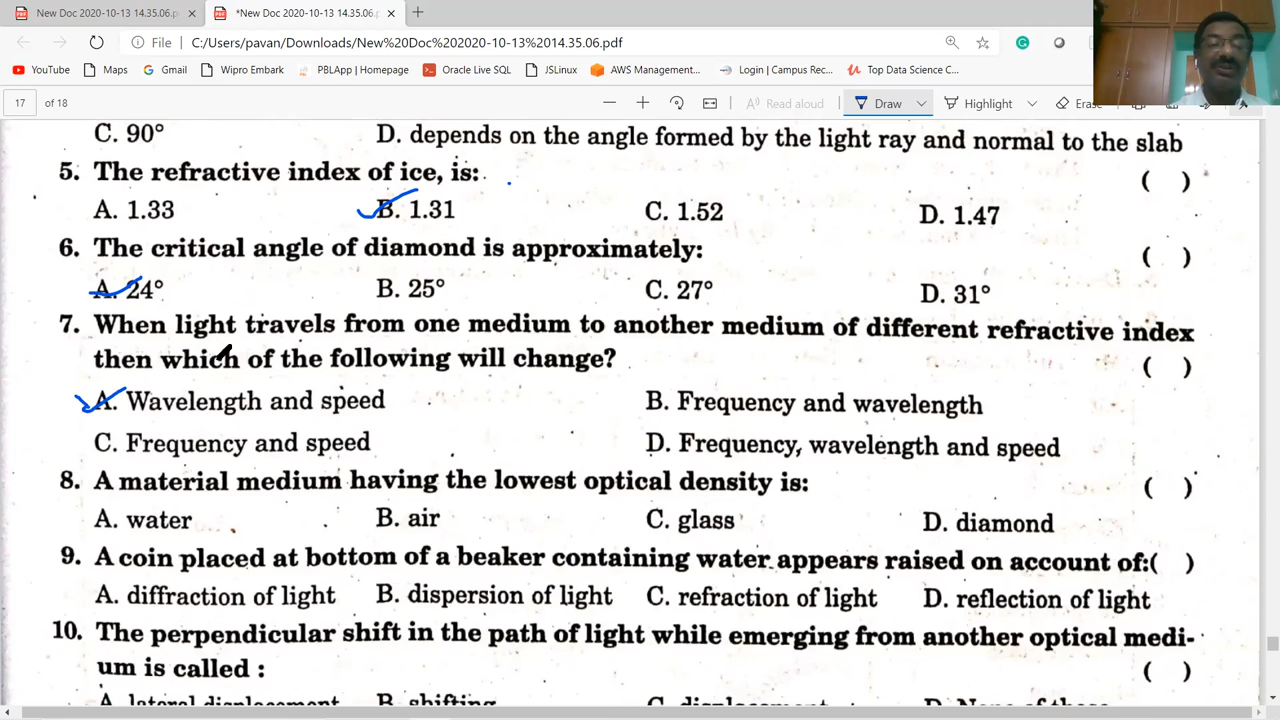 New Doc 2020-10-13 14.35.06.p
*New Doc 2020-10-13 14.35.06.p
File C:/Users/pavan/Downloads/New%20Doc%202020-10-13%2014.35.06.pdf
YouTube Maps Gmail Wipro Embark PBLApp | Homepage Oracle Live SQL JSLinux AWS Management... Login | Campus Rec... Top Data Science C...
17 of 18 Read aloud Draw Highlight Eras
C. 90° D. depends on the angle formed by the light ray and normal to the slab
5. The refractive index of ice, is: ( )
A. 1.33 B. 1.31 C. 1.52 D. 1.47
6. The critical angle of diamond is approximately: ( )
A. 24° B. 25° C. 27° D. 31°
7. When light travels from one medium to another medium of different refractive index
then which of the following will change? ( )
A. Wavelength and speed B. Frequency and wavelength
C. Frequency and speed D. Frequency, wavelength and speed
8. A material medium having the lowest optical density is: ( )
A. water B. air C. glass D. diamond
9. A coin placed at bottom of a beaker containing water appears raised on account of:( )
A. diffraction of light B. dispersion of light C. refraction of light D. reflection of light
10. The perpendicular shift in the path of light while emerging from another optical medi-
um is called : ( )
A. lateral displacement B. shifting C. displacement D. None of these